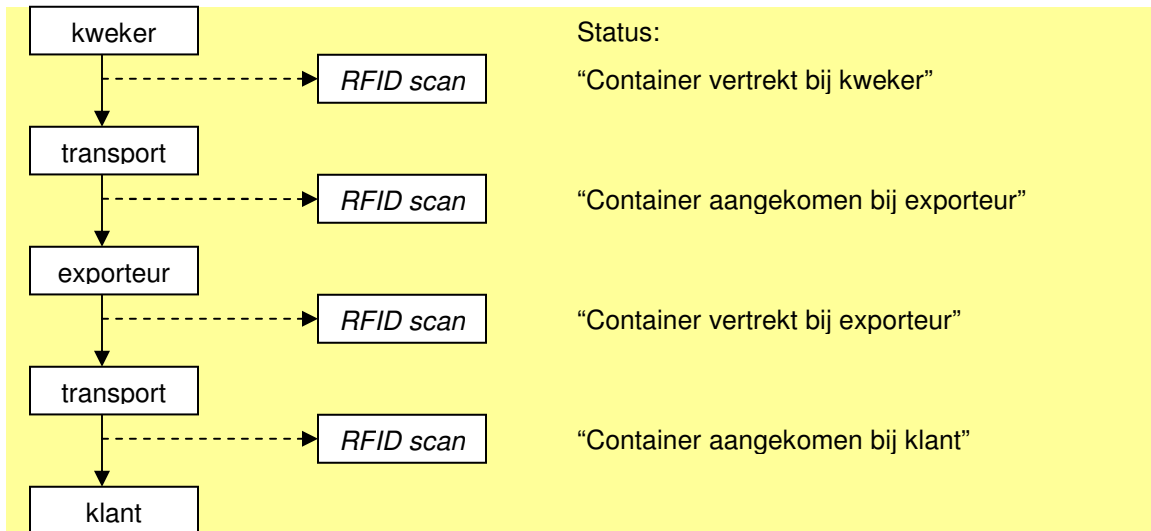 kweker
Status:
RFID scan
“Container vertrekt bij kweker”
transport
RFID scan
“Container aangekomen bij exporteur”
exporteur
RFID scan
“Container vertrekt bij exporteur”
transport
RFID scan
“Container aangekomen bij klant”
klant